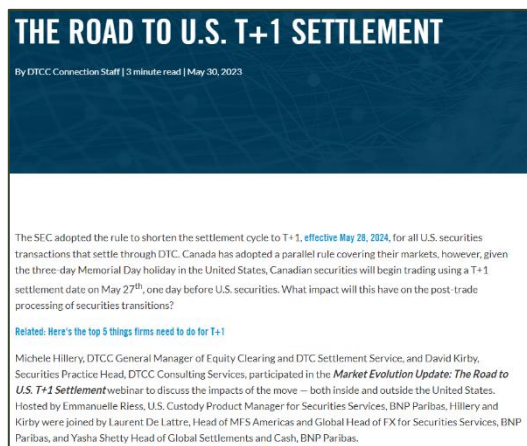 THE ROAD TO U.S. T+1 SETTLEMENT
By DTCC Connection Staff | 3 minute read | May 30, 2023
The SEC adopted the rule to shorten the settlement cycle to T+1, effective May 28, 2024, for all U.S. securities
transactions that settle through DTC. Canada has adopted a parallel rule covering their markets, however, given
the three-day Memorial Day holiday in the United States, Canadian securities will begin trading using a T+1
settlement date on May 27th, one day before U.S. securities. What impact will this have on the post-trade
processing of securities transitions?
Related: Here's the top 5 things firms need to do for T+1
Michele Hillery, DTCC General Manager of Equity Clearing and DTC Settlement Service, and David Kirby,
Securities Practice Head, DTCC Consulting Services, participated in the Market Evolution Update: The Road to
U.S. T+1 Settlement webinar to discuss the impacts of the move — both inside and outside the United States.
Hosted by Emmanuelle Riess, U.S. Custody Product Manager for Securities Services, BNP Paribas, Hillery and
Kirby were joined by Laurent De Lattre, Head of MFS Americas and Global Head of FX for Securities Services, BNP
Paribas, and Yasha Shetty Head of Global Settlements and Cash, BNP Paribas.